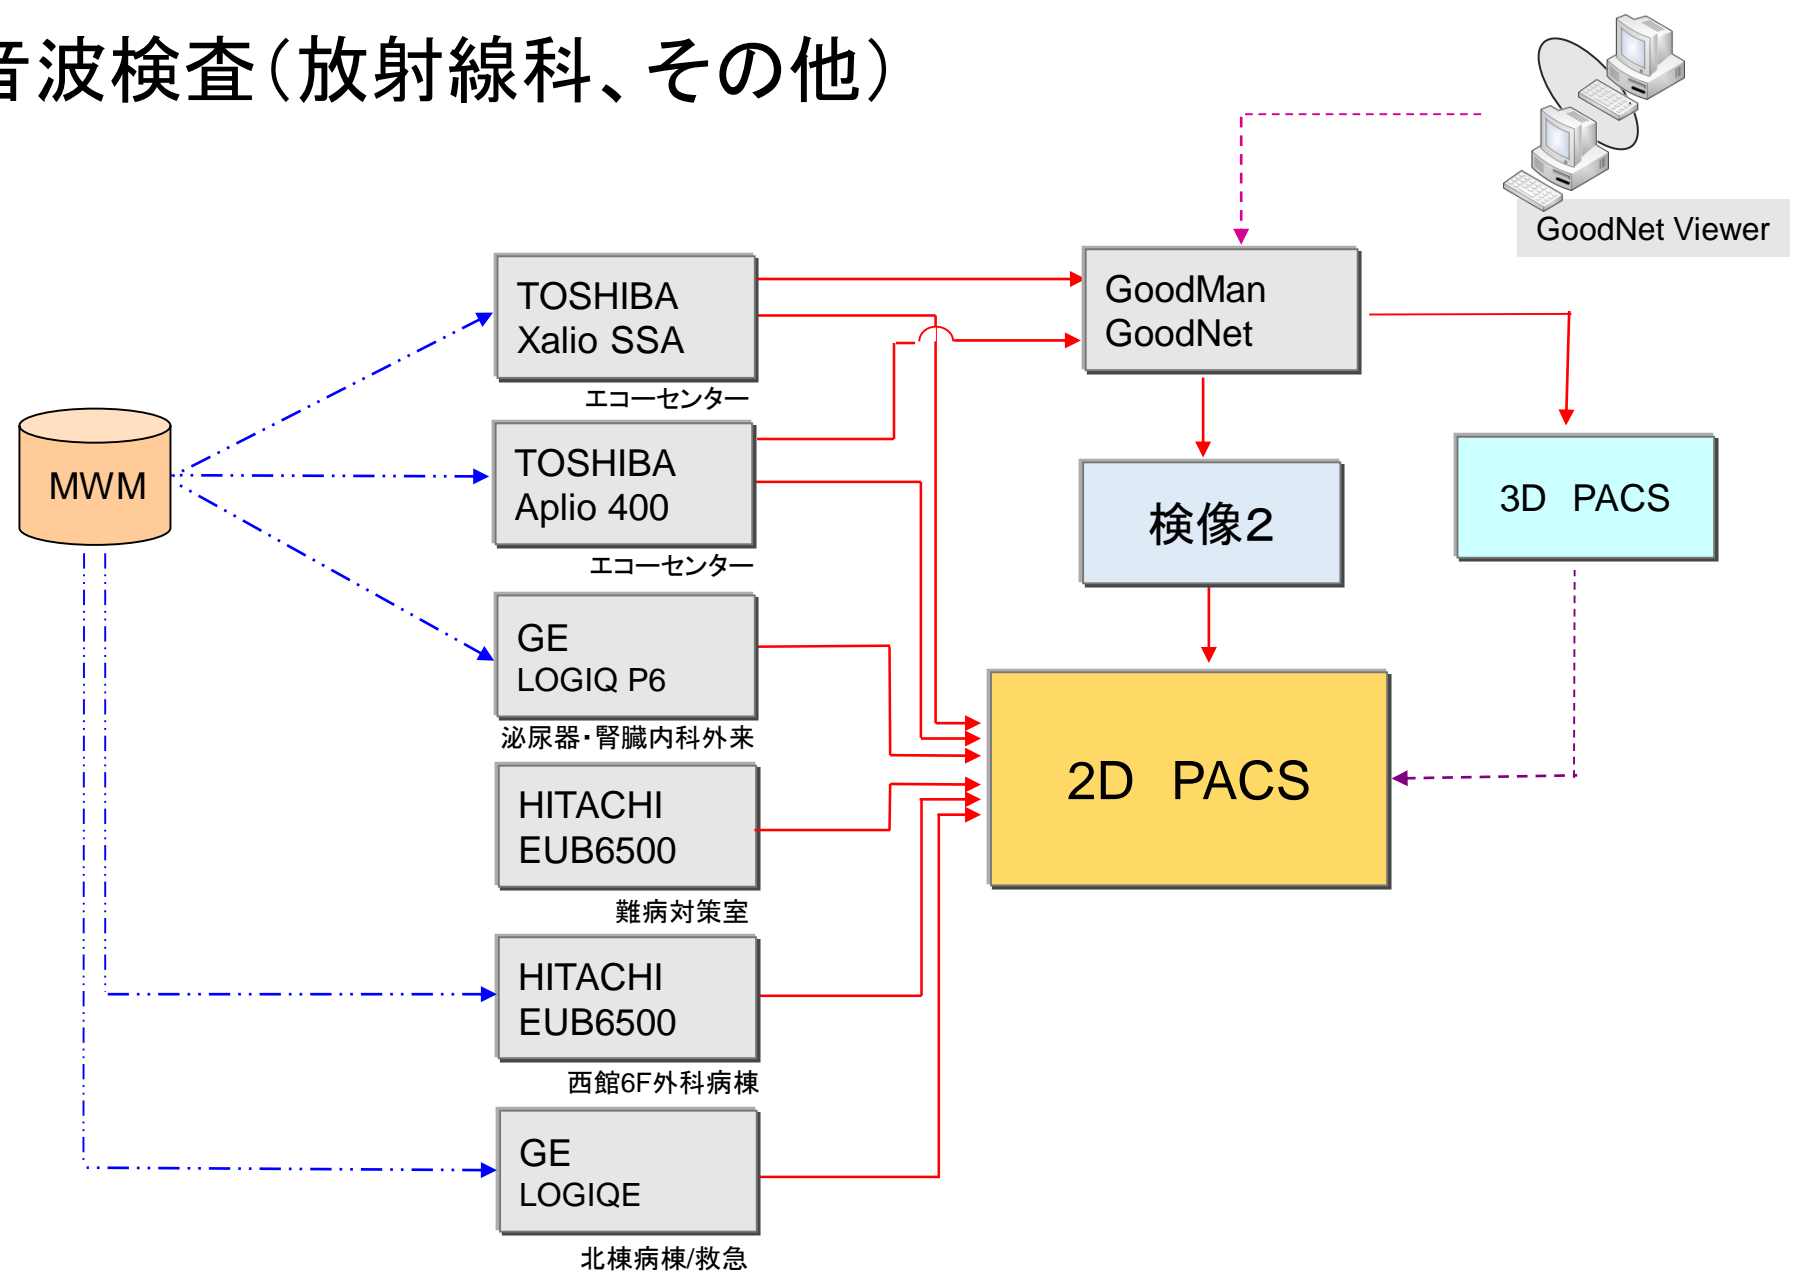 音波検査（放射線科、その他）
GoodNet Viewer
TOSHIBA
Xalio SSA
エコーセンター
GoodMan
GoodNet
MWM
TOSHIBA
Aplio 400
エコーセンター
検像２
3D　PACS
GE
LOGIQ P6
泌尿器・腎臓内科外来
2D　PACS
HITACHI
EUB6500
難病対策室
HITACHI
EUB6500
西館6F外科病棟
GE
LOGIQE
北棟病棟/救急